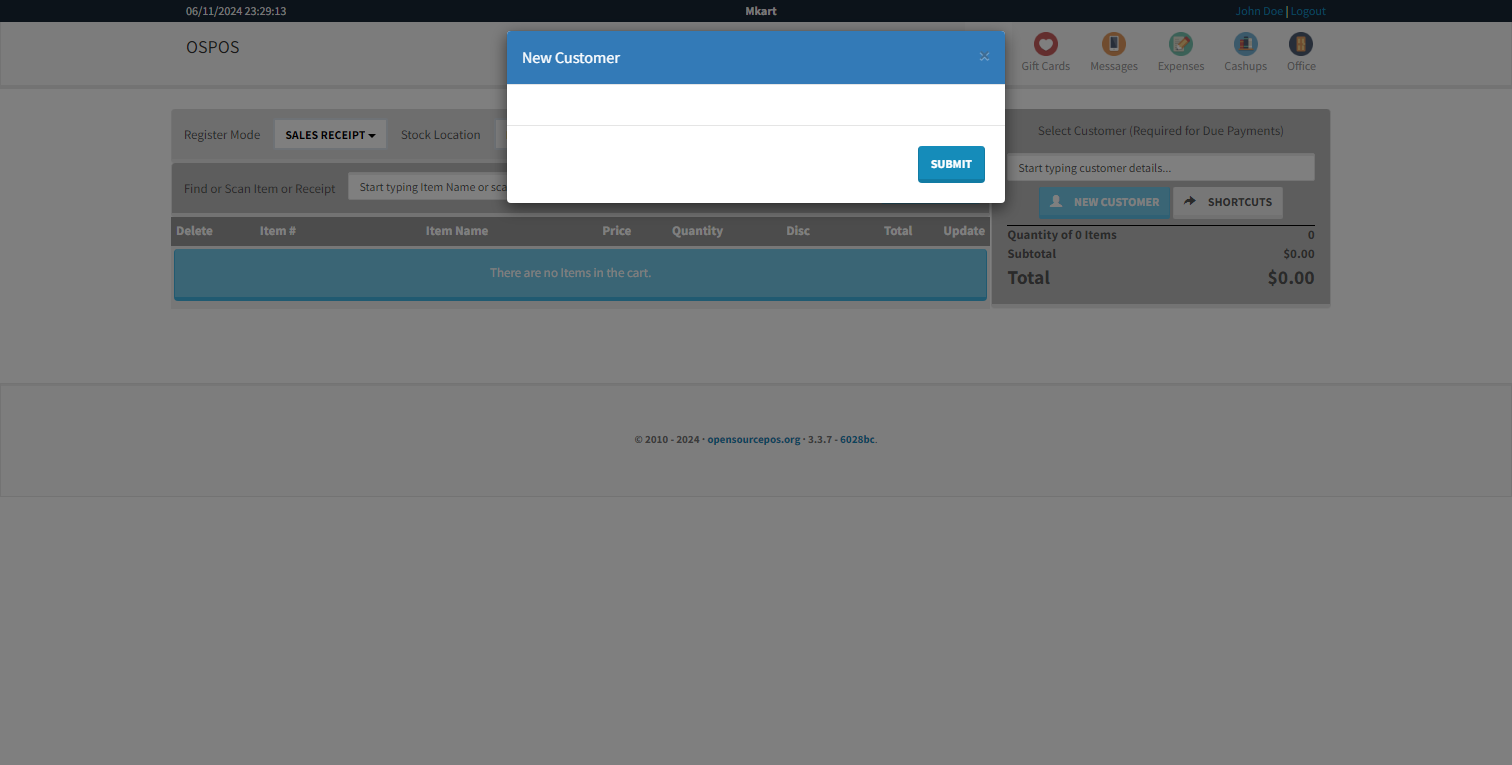 06/11/2024 23:29:13
Mkart
John Doe | Logout
OSPOS
Gift Cards
Messages
Expenses
Cashups
Office
New Customer
×
SUBMIT
Register Mode
SALES RECEIPT
Stock Location
Find or Scan Item or Receipt
Start typing Item Name or
Delete
Item #
Item Name
Price
Quantity
Disc
Total
Update
There are no Items in the cart.
Select Customer (Required for Due Payments)
Start typing customer details...
NEW CUSTOMER
SHORTCUTS
Quantity of 0 Items
0
Subtotal
$0.00
Total
$0.00
© 2010 - 2024 · opensourcepos.org · 3.3.7 - 6028bc.